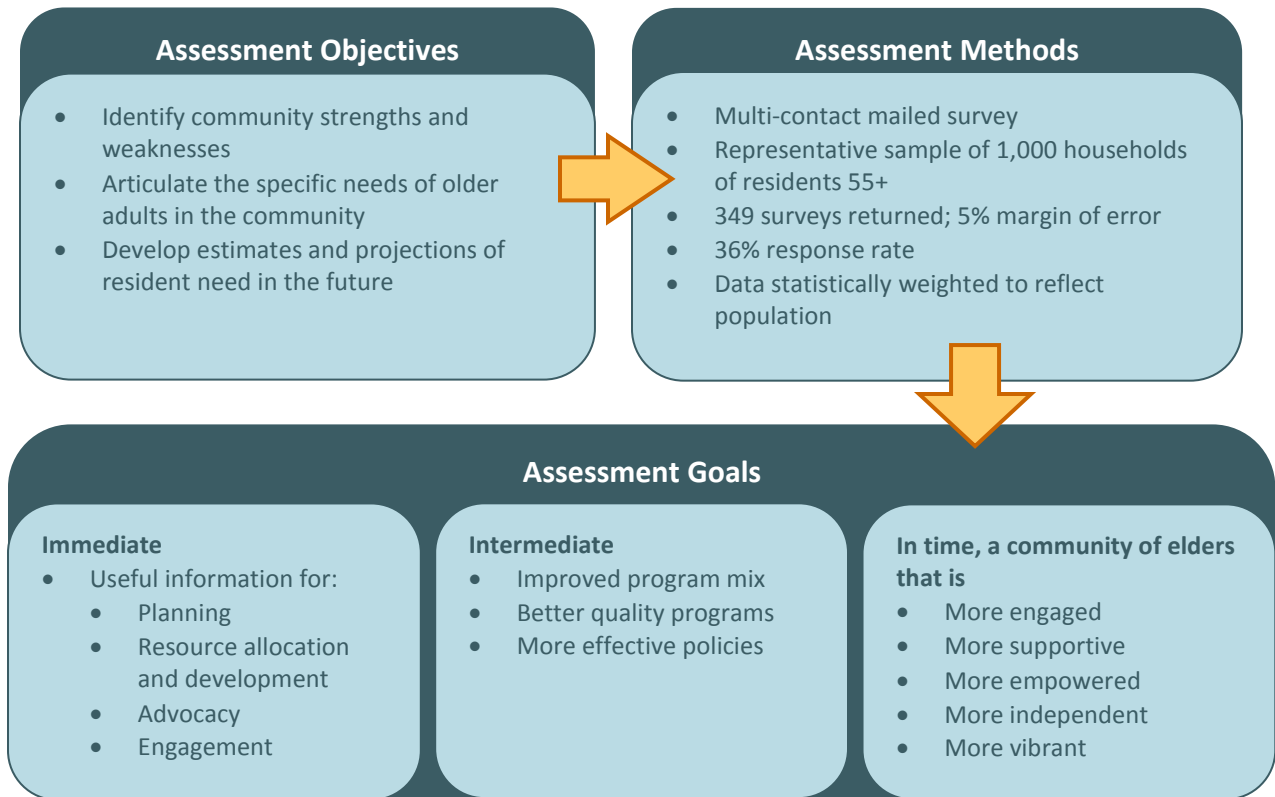 Assessment Objectives
• Identify community strengths and
weaknesses
• Articulate the specific needs of older
adults in the community
• Develop estimates and projections of
resident need in the future
Assessment Methods
• Multi-contact mailed survey
• Representative sample of 1,000 households
of residents 55+
• 349 surveys returned; 5% margin of error
• 36% response rate
• Data statistically weighted to reflect
population
Assessment Goals
Immediate
• Useful information for:
• Planning
• Resource allocation
and development
• Advocacy
• Engagement
Intermediate
• Improved program mix
• Better quality programs
• More effective policies
In time, a community of elders
that is
• More engaged
• More supportive
• More empowered
• More independent
• More vibrant